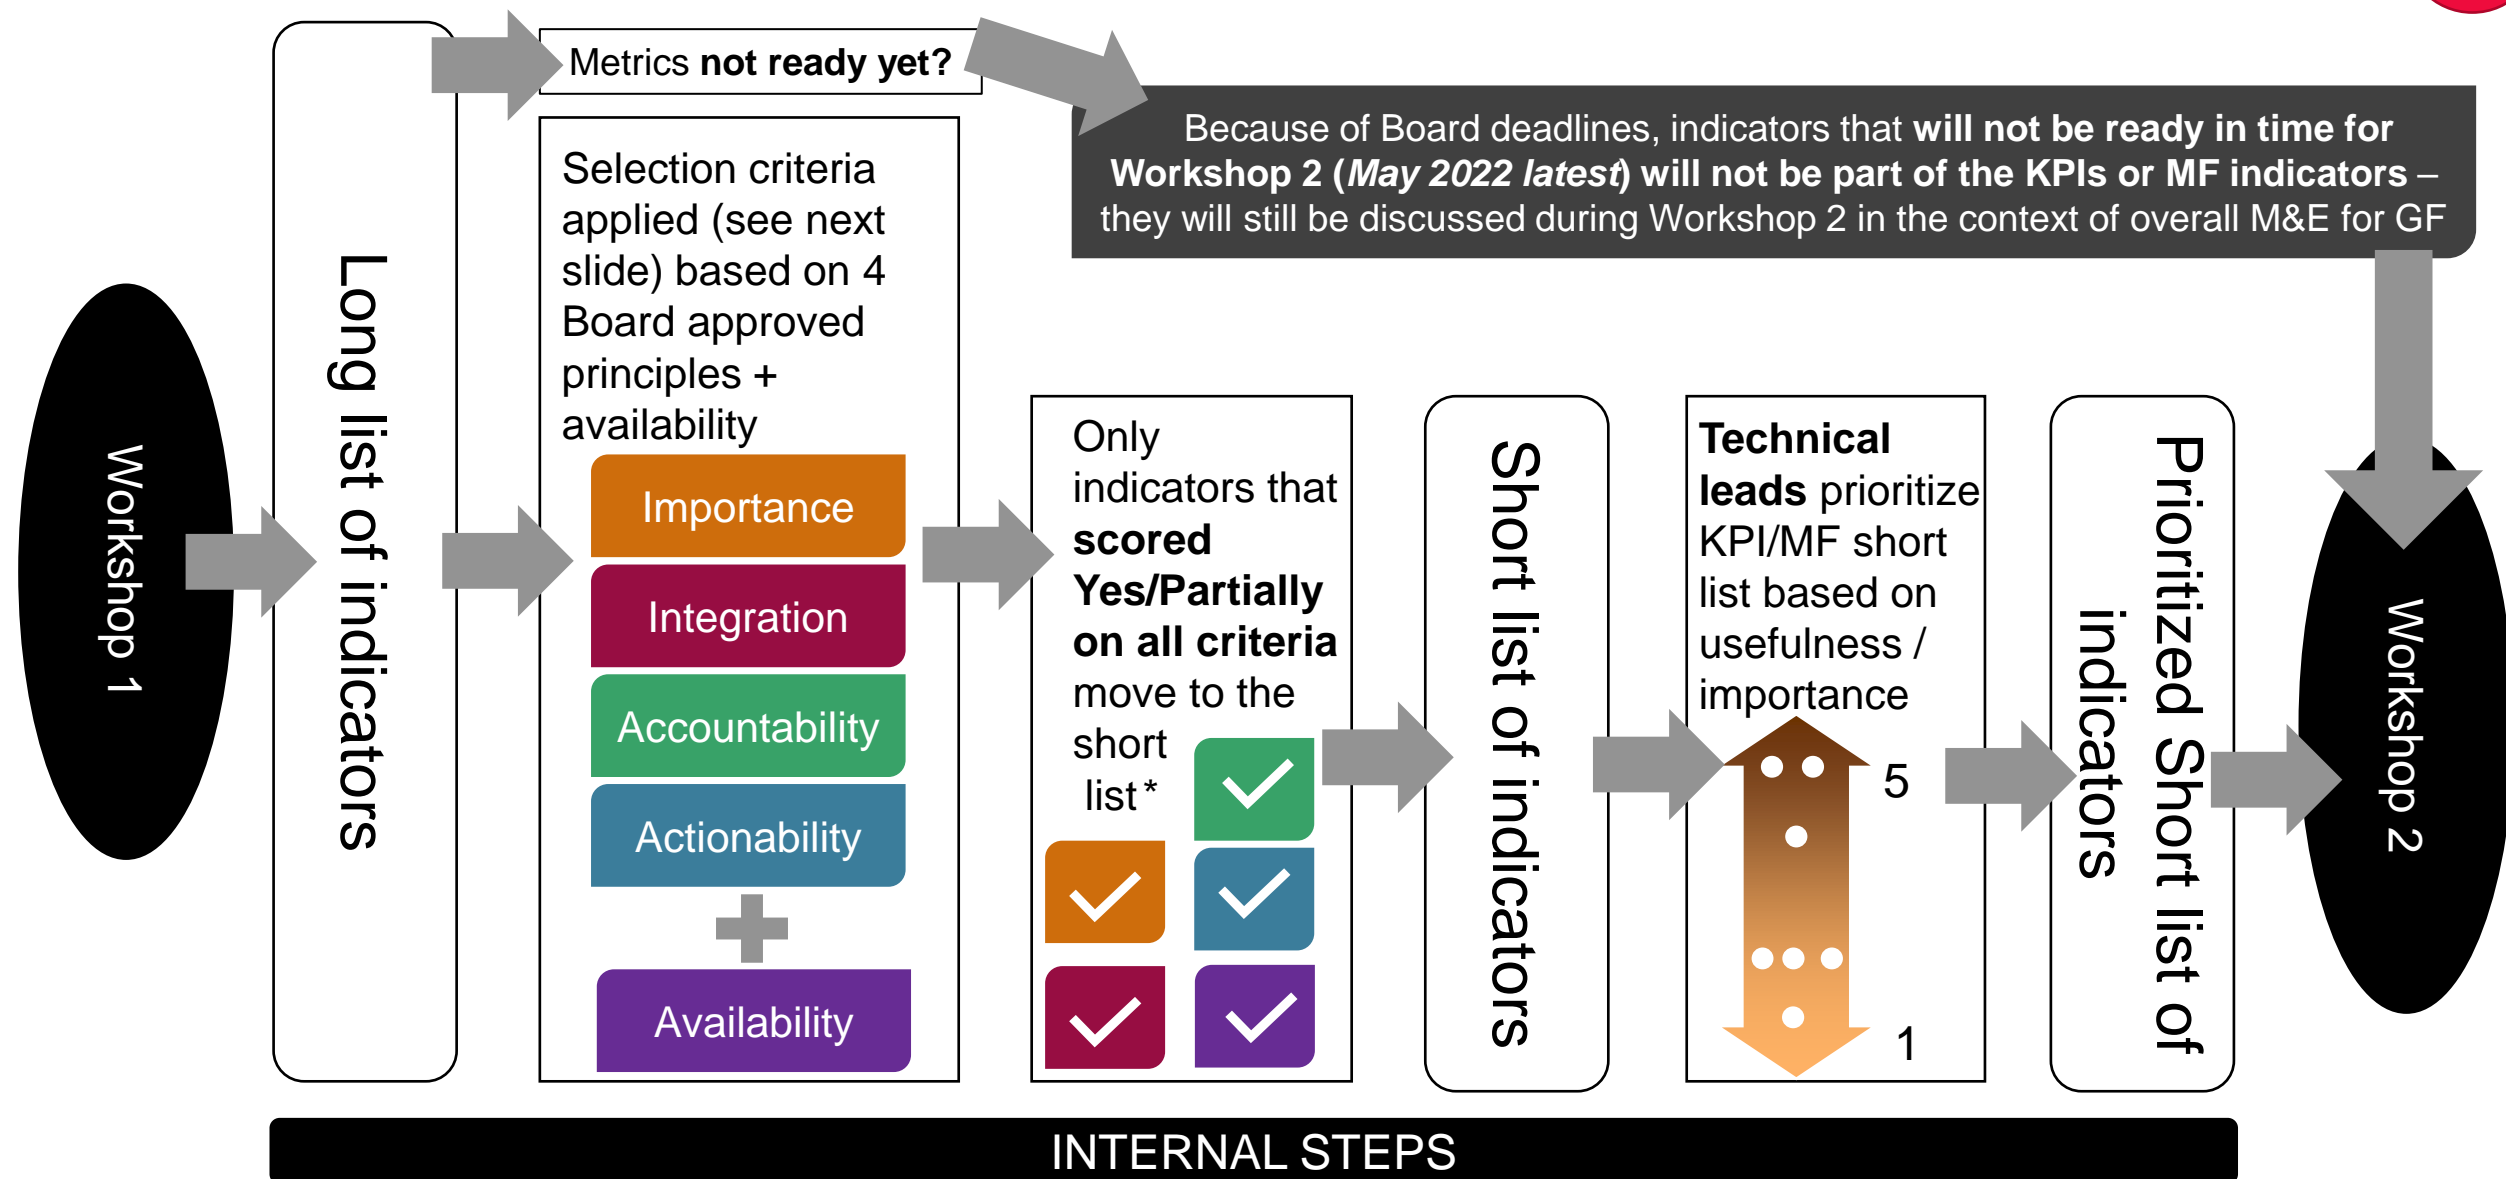 Workshop 1
Long list of indicators
Metrics not ready yet?
Because of Board deadlines, indicators that will not be ready in time for
Workshop 2 (May 2022 latest) will not be part of the KPIs or MF indicators –
they will still be discussed during Workshop 2 in the context of overall M&E for GF
Selection criteria
applied (see next
slide) based on 4
Board approved
principles +
availability
Importance
Integration
Accountability
Actionability
Availability
Only
indicators that
scored
Yes/Partially
on all criteria
move to the
short
list*
Short list of indicators
Technical
leads prioritize
KPI/MF short
list based on
usefulness /
importance
5
1
Prioritized Short list of
indicators
Workshop 2
INTERNAL STEPS